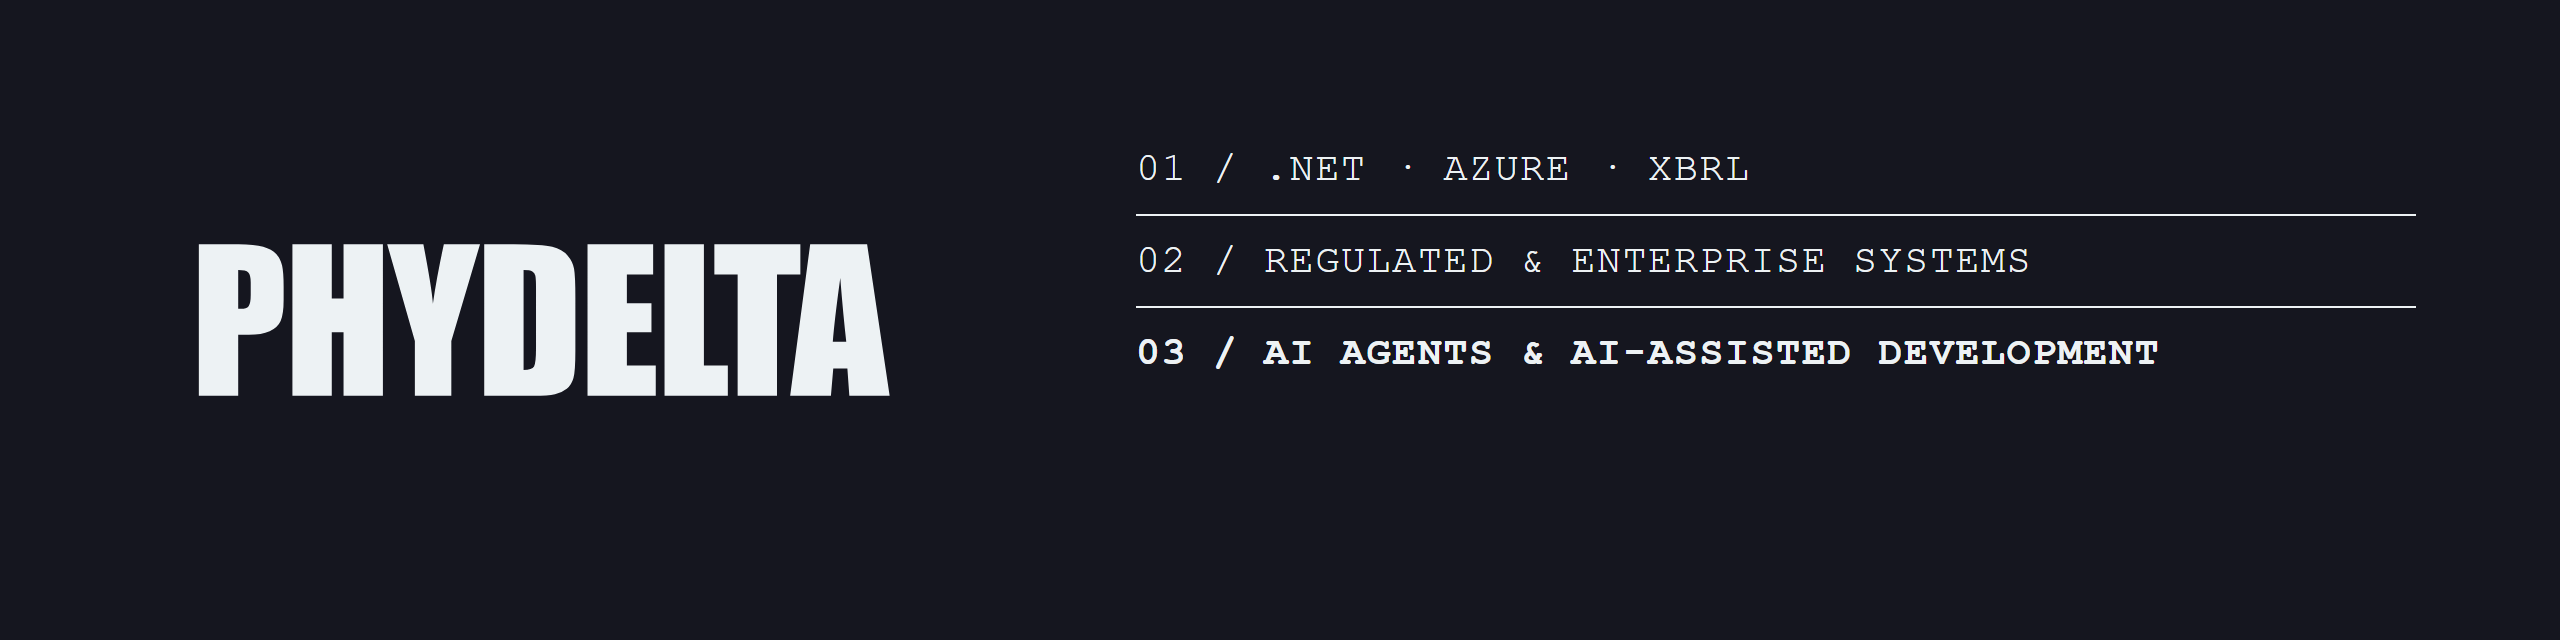 PHYDELTA
01 / .NET · AZURE · XBRL
02 / REGULATED & ENTERPRISE SYSTEMS
03 / AI AGENTS & AI-ASSISTED DEVELOPMENT